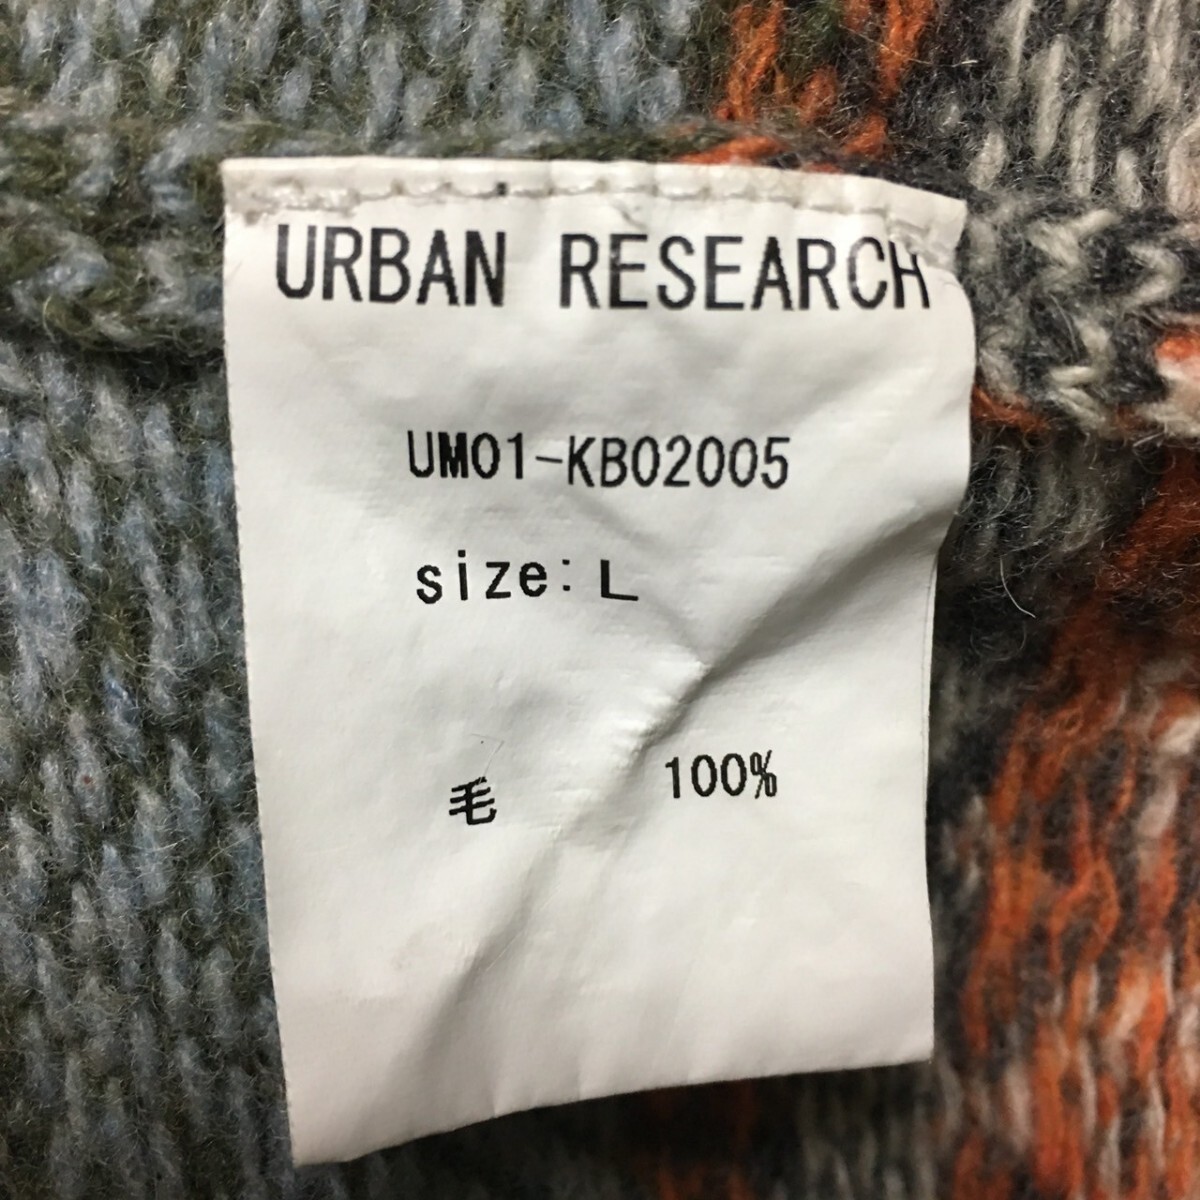 URBAN RESEARCH
UM01-KB02005
size: L
毛 100%